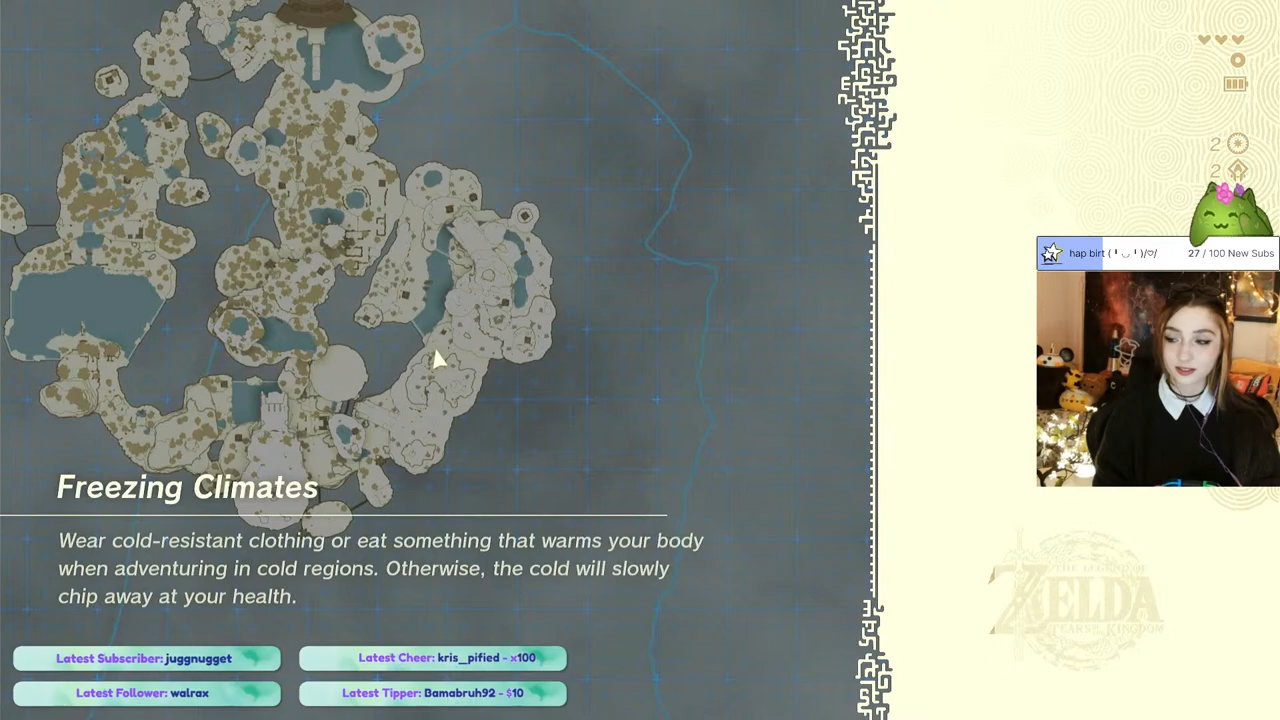 2
2
hap birt ( ╹ ◡ ╹ )/♡/ 27 / 100 New Subs
Freezing Climates
Wear cold-resistant clothing or eat something that warms your body
when adventuring in cold regions. Otherwise, the cold will slowly
chip away at your health.
THE LEGEND OF
ZELDA
TEARS OF THE KINGDOM
Latest Subscriber: juggnugget
Latest Cheer: kris__pified - x100
Latest Follower: walrax
Latest Tipper: Bamabruh92 - $10